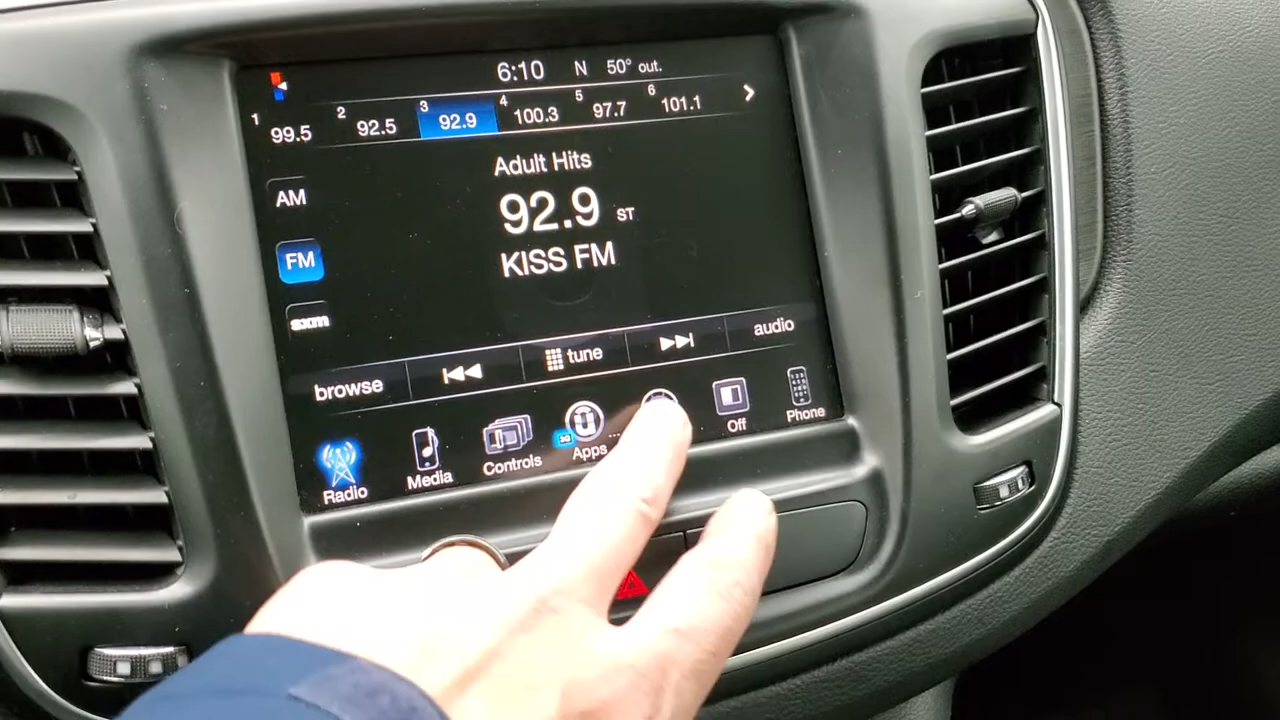 6:10 N 50° out.
1 99.5 2 92.5 3 92.9 4 100.3 5 97.7 6 101.1
Adult Hits
AM
92.9 ST
FM
KISS FM
sxm
browse tune audio
Radio Media Controls 3G Apps ... Off Phone